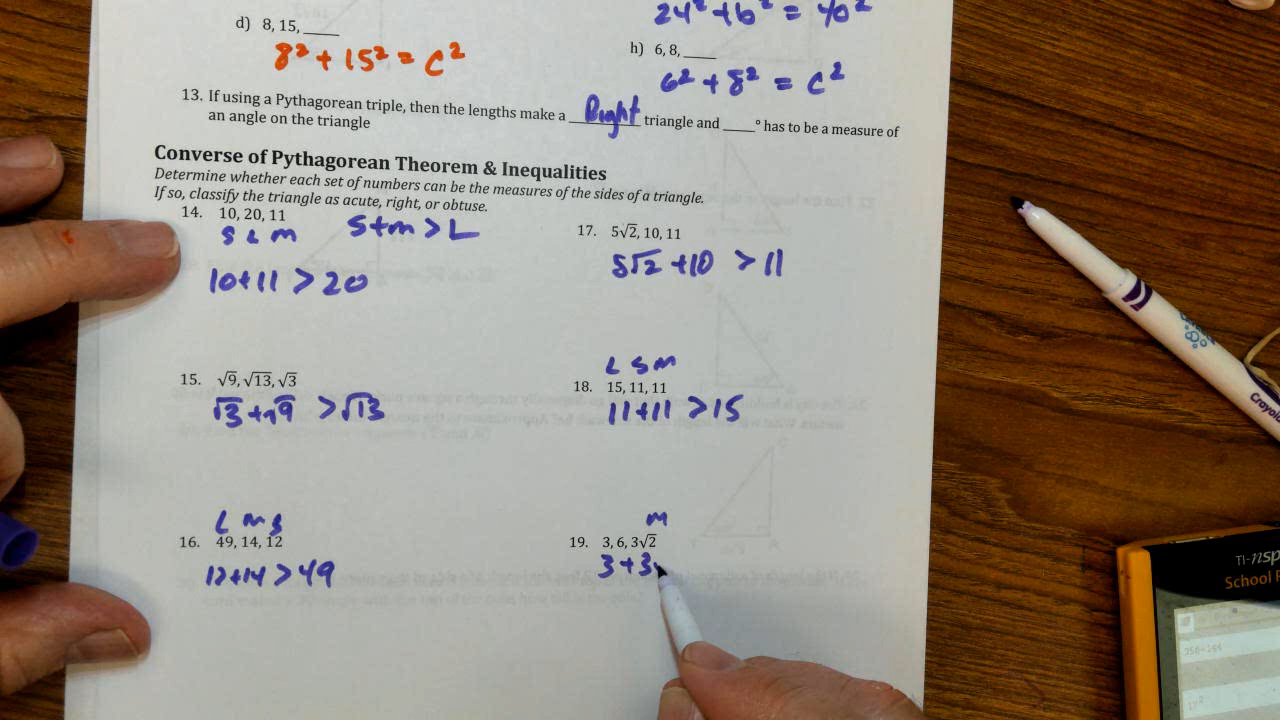 d) 8, 15, ____
8² + 15² = c²
24² + b² = 40²
h) 6, 8, ____
6² + 8² = c²
13. If using a Pythagorean triple, then the lengths make a Right triangle and ____° has to be a measure of
an angle on the triangle
Converse of Pythagorean Theorem & Inequalities
Determine whether each set of numbers can be the measures of the sides of a triangle.
If so, classify the triangle as acute, right, or obtuse.
14. 10, 20, 11
S L M S+m > L
10+11 > 20
17. 5√2, 10, 11
5√2 + 10 > 11
15. √9, √13, √3
√3 + √9 > √13
L S M
18. 15, 11, 11
11+11 > 15
L M S
16. 49, 14, 12
12+14 > 49
M
19. 3, 6, 3√2
3+3
Crayola
TI-nsp
School